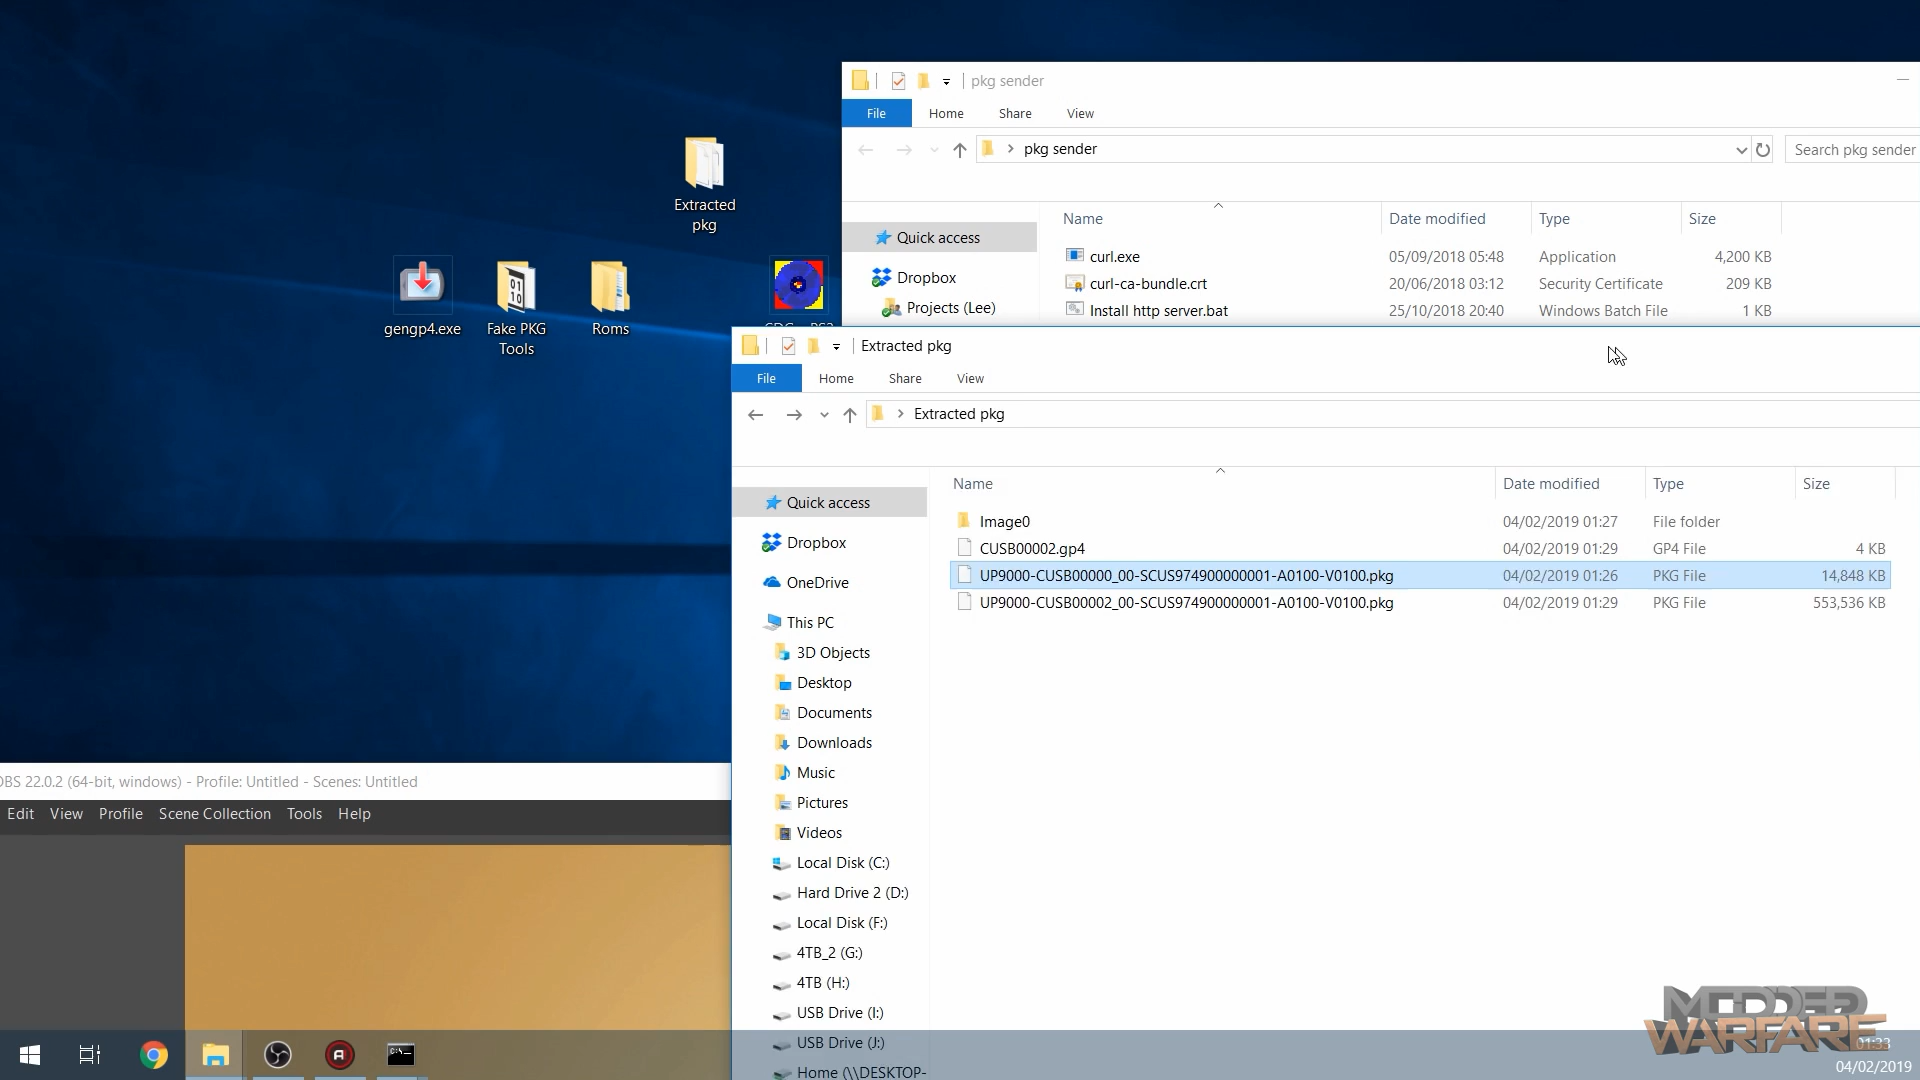 pkg sender
File Home Share View
pkg sender
Search pkg sender
Name Date modified Type Size
Quick access
curl.exe 05/09/2018 05:48 Application 4,200 KB
Dropbox
curl-ca-bundle.crt 20/06/2018 03:12 Security Certificate 209 KB
Projects (Lee)
Install http server.bat 25/10/2018 20:40 Windows Batch File 1 KB
Extracted
pkg
gengp4.exe
Fake PKG
Tools
Roms
Extracted pkg
File Home Share View
Extracted pkg
Name Date modified Type Size
Quick access
Image0 04/02/2019 01:27 File folder
CUSB00002.gp4 04/02/2019 01:29 GP4 File 4 KB
UP9000-CUSB00000_00-SCUS974900000001-A0100-V0100.pkg 04/02/2019 01:26 PKG File 14,848 KB
UP9000-CUSB00002_00-SCUS974900000001-A0100-V0100.pkg 04/02/2019 01:29 PKG File 553,536 KB
Dropbox
OneDrive
This PC
3D Objects
Desktop
Documents
Downloads
Music
Pictures
Videos
Local Disk (C:)
Hard Drive 2 (D:)
Local Disk (F:)
4TB_2 (G:)
4TB (H:)
USB Drive (I:)
USB Drive (J:)
Home (\\DESKTOP-
OBS 22.0.2 (64-bit, windows) - Profile: Untitled - Scenes: Untitled
Edit View Profile Scene Collection Tools Help
MODDED
WARFARE
01:33
04/02/2019